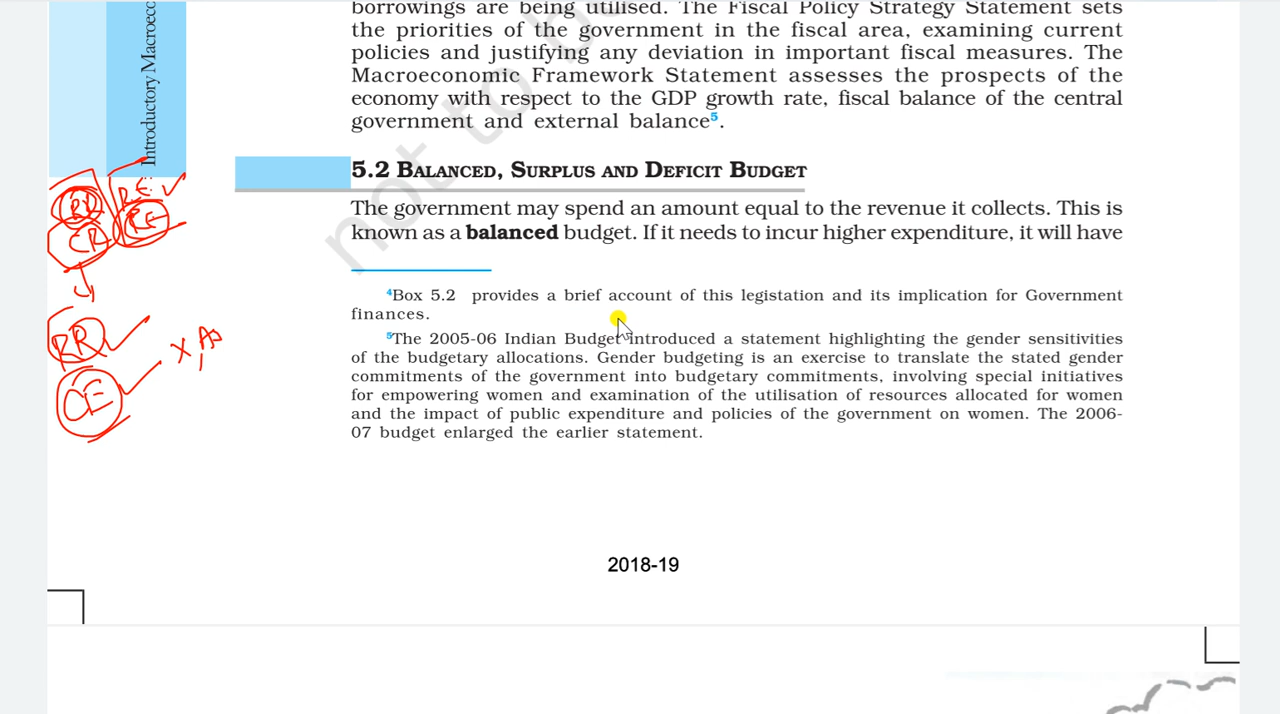 borrowings are being utilised. The Fiscal Policy Strategy Statement sets
the priorities of the government in the fiscal area, examining current
policies and justifying any deviation in important fiscal measures. The
Macroeconomic Framework Statement assesses the prospects of the
economy with respect to the GDP growth rate, fiscal balance of the central
government and external balance⁵.
Introductory Macroecc
5.2 BALANCED, SURPLUS AND DEFICIT BUDGET
The government may spend an amount equal to the revenue it collects. This is
known as a balanced budget. If it needs to incur higher expenditure, it will have
RE
RE
CR
RR
CE
⁴Box 5.2 provides a brief account of this legislation and its implication for Government
finances.
⁵The 2005-06 Indian Budget introduced a statement highlighting the gender sensitivities
of the budgetary allocations. Gender budgeting is an exercise to translate the stated gender
commitments of the government into budgetary commitments, involving special initiatives
for empowering women and examination of the utilisation of resources allocated for women
and the impact of public expenditure and policies of the government on women. The 2006-
07 budget enlarged the earlier statement.
not to b
2018-19